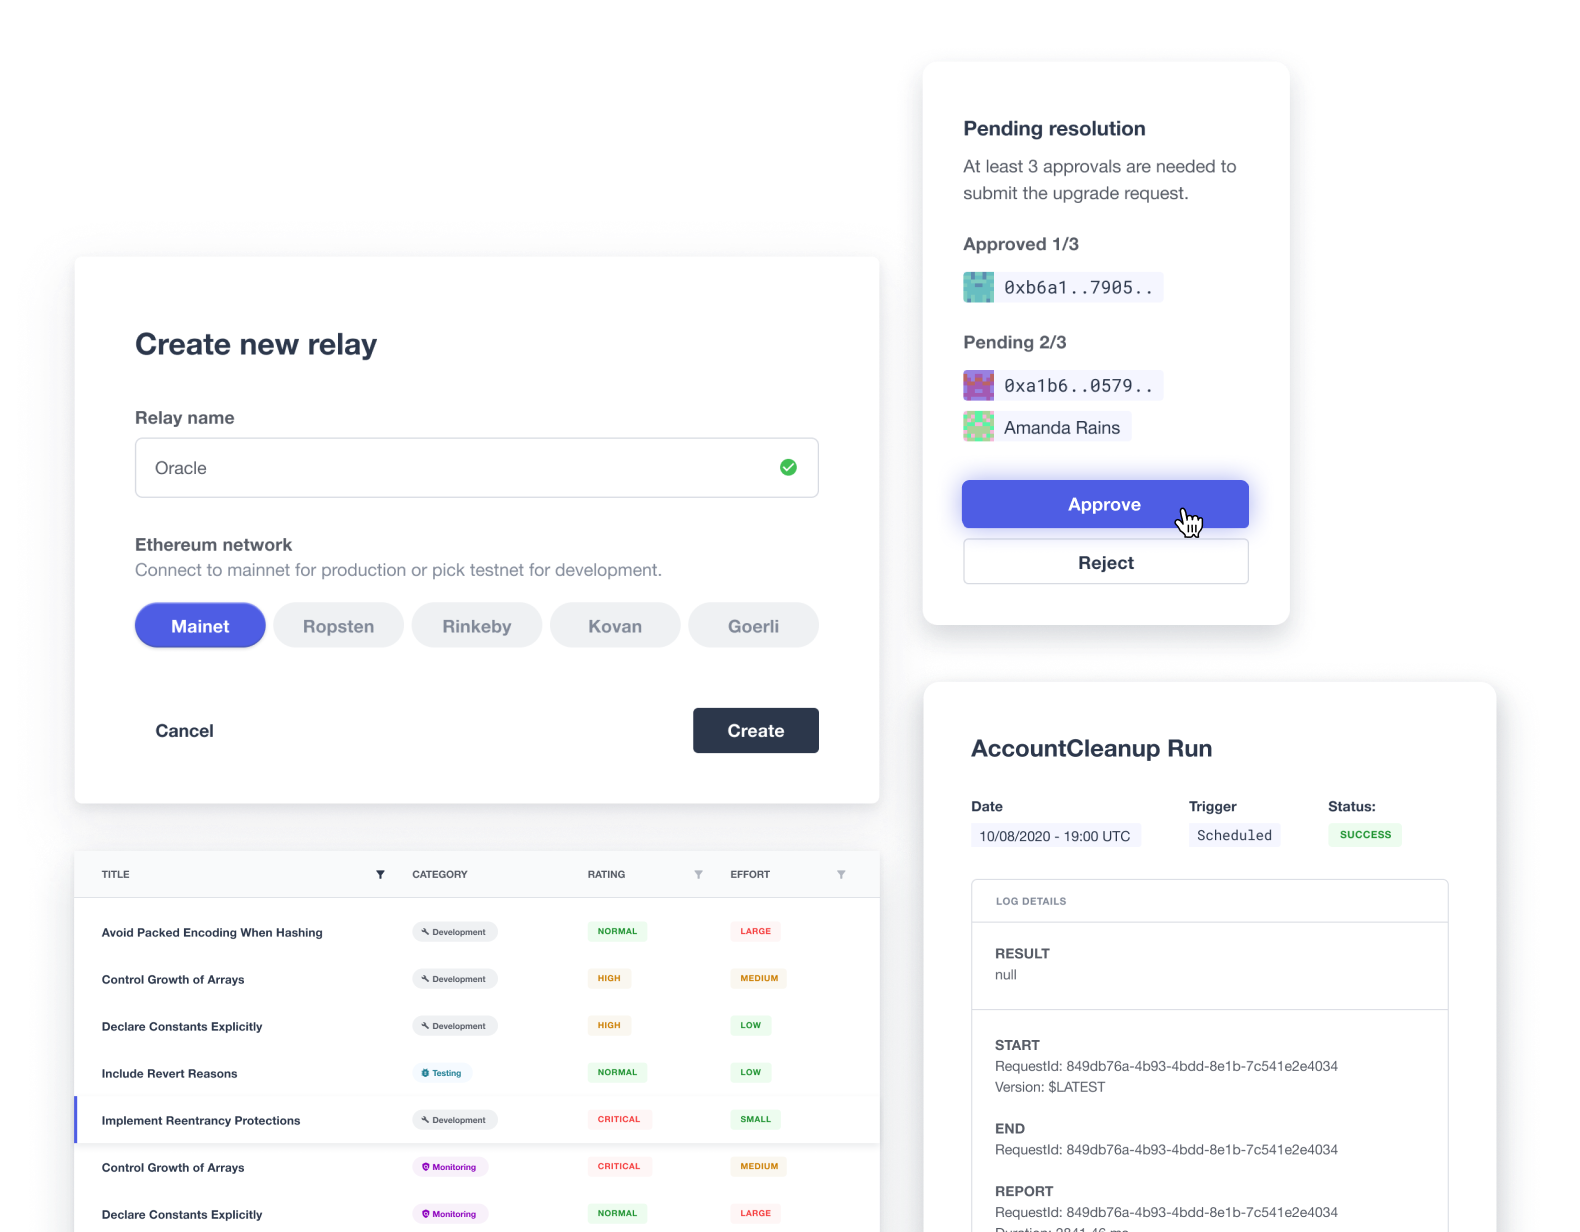 Pending resolution
At least 3 approvals are needed to
submit the upgrade request.
Approved 1/3
0xb6a1..7905..
Pending 2/3
0xa1b6..0579..
Amanda Rains
Approve
Reject
Create new relay
Relay name
Oracle
Ethereum network
Connect to mainnet for production or pick testnet for development.
Mainet Ropsten Rinkeby Kovan Goerli
Cancel Create
AccountCleanup Run
Date Trigger Status:
10/08/2020 - 19:00 UTC Scheduled SUCCESS
LOG DETAILS
RESULT
null
START
RequestId: 849db76a-4b93-4bdd-8e1b-7c541e2e4034
Version: $LATEST
END
RequestId: 849db76a-4b93-4bdd-8e1b-7c541e2e4034
REPORT
RequestId: 849db76a-4b93-4bdd-8e1b-7c541e2e4034
TITLE CATEGORY RATING EFFORT
Avoid Packed Encoding When Hashing Development NORMAL LARGE
Control Growth of Arrays Development HIGH MEDIUM
Declare Constants Explicitly Development HIGH LOW
Include Revert Reasons Testing NORMAL LOW
Implement Reentrancy Protections Development CRITICAL SMALL
Control Growth of Arrays Monitoring CRITICAL MEDIUM
Declare Constants Explicitly Monitoring NORMAL LARGE